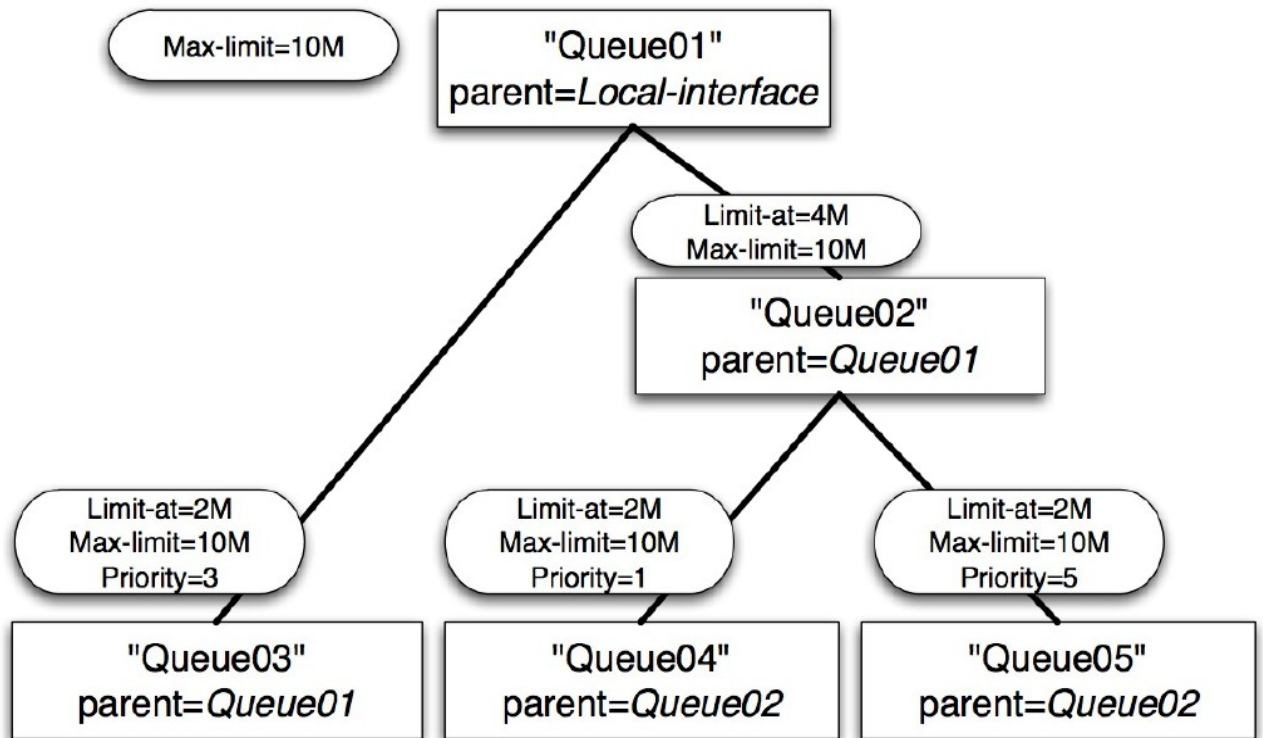 Max-limit=10M
"Queue01"
parent=Local-interface
Limit-at=4M
Max-limit=10M
"Queue02"
parent=Queue01
Limit-at=2M
Max-limit=10M
Priority=3
Limit-at=2M
Max-limit=10M
Priority=1
Limit-at=2M
Max-limit=10M
Priority=5
"Queue03"
parent=Queue01
"Queue04"
parent=Queue02
"Queue05"
parent=Queue02